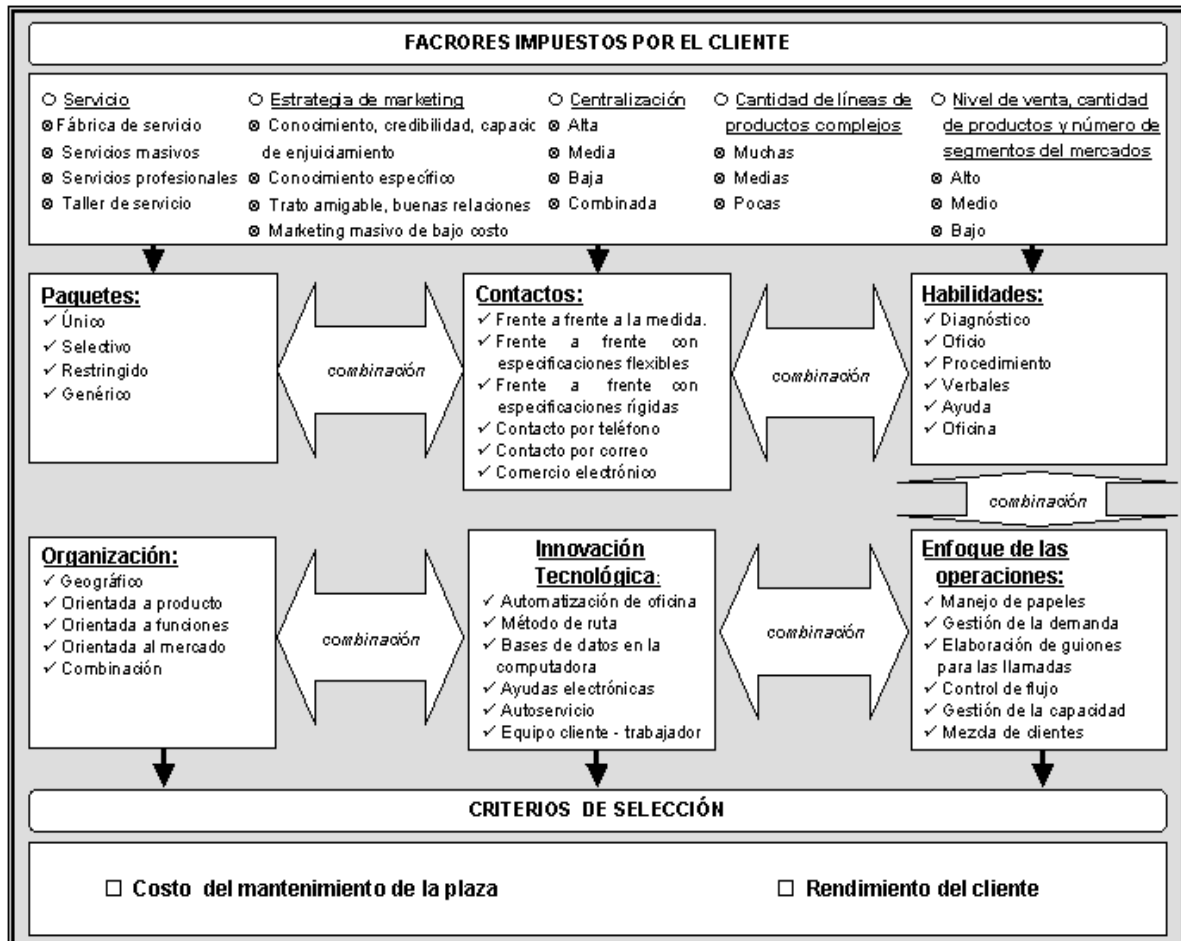 FACRORES IMPUESTOS POR EL CLIENTE
Servicio
Fábrica de servicio
Servicios masivos
Servicios profesionales
Taller de servicio
Estrategia de marketing
Conocimiento, credibilidad, capacic
de enjuiciamiento
Conocimiento específico
Trato amigable, buenas relaciones
Marketing masivo de bajo costo
Centralización
Alta
Media
Baja
Combinada
Cantidad de líneas de
productos complejos
Muchas
Medias
Pocas
Nivel de venta, cantidad
de productos y número de
segmentos del mercados
Alto
Medio
Bajo
Paquetes:
✓ Único
✓ Selectivo
✓ Restringido
✓ Genérico
combinación
Contactos:
✓ Frente a frente a la medida.
✓ Frente a frente con
especificaciones flexibles
✓ Frente a frente con
especificaciones rígidas
✓ Contacto por teléfono
✓ Contacto por correo
✓ Comercio electrónico
combinación
Habilidades:
✓ Diagnóstico
✓ Oficio
✓ Procedimiento
✓ Verbales
✓ Ayuda
✓ Oficina
combinación
Organización:
✓ Geográfico
✓ Orientada a producto
✓ Orientada a funciones
✓ Orientada al mercado
✓ Combinación
combinación
Innovación
Tecnológica:
✓ Automatización de oficina
✓ Método de ruta
✓ Bases de datos en la
computadora
✓ Ayudas electrónicas
✓ Autoservicio
✓ Equipo cliente - trabajador
combinación
Enfoque de las
operaciones:
✓ Manejo de papeles
✓ Gestión de la demanda
✓ Elaboración de guiones
para las llamadas
✓ Control de flujo
✓ Gestión de la capacidad
✓ Mezcla de clientes
CRITERIOS DE SELECCIÓN
□ Costo del mantenimiento de la plaza
□ Rendimiento del cliente